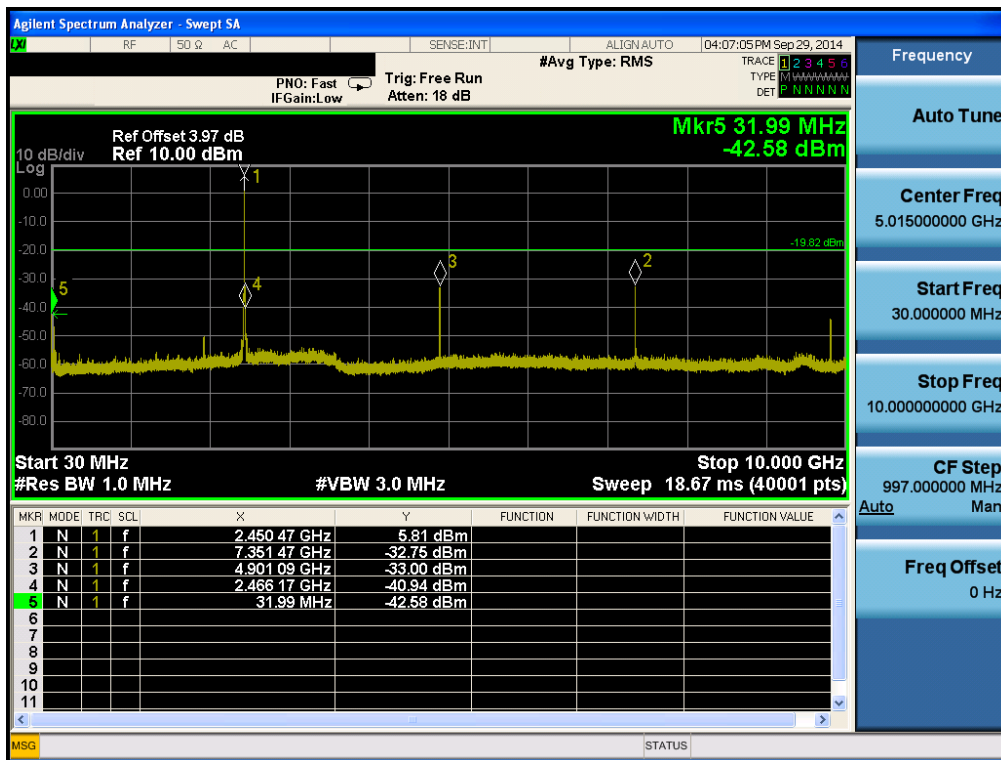 Agilent Spectrum Analyzer - Swept SA
LXI RF 50 Ω AC SENSE:INT ALIGN AUTO 04:07:05 PM Sep 29, 2014
Frequency
#Avg Type: RMS
TRACE 1 2 3 4 5 6
PNO: Fast Trig: Free Run
TYPE M
IFGain:Low Atten: 18 dB
DET P N N N N N
Auto Tune
Mkr5 31.99 MHz
-42.58 dBm
Ref Offset 3.97 dB
10 dB/div Ref 10.00 dBm
Log
1
0.00
-10.0
-20.0
-19.82 dBm
3
2
-30.0
5
4
-40.0
-50.0
-60.0
-70.0
-80.0
Start 30 MHz Stop 10.000 GHz
#Res BW 1.0 MHz #VBW 3.0 MHz Sweep 18.67 ms (40001 pts)
Center Freq
5.015000000 GHz
Start Freq
30.000000 MHz
Stop Freq
10.000000000 GHz
CF Step
997.000000 MHz
Auto Man
Freq Offset
0 Hz
MKR MODE TRC SCL X Y FUNCTION FUNCTION WIDTH FUNCTION VALUE
1 N 1 f 2.450 47 GHz 5.81 dBm
2 N 1 f 7.351 47 GHz -32.75 dBm
3 N 1 f 4.901 09 GHz -33.00 dBm
4 N 1 f 2.466 17 GHz -40.94 dBm
5 N 1 f 31.99 MHz -42.58 dBm
6
7
8
9
10
11
MSG STATUS